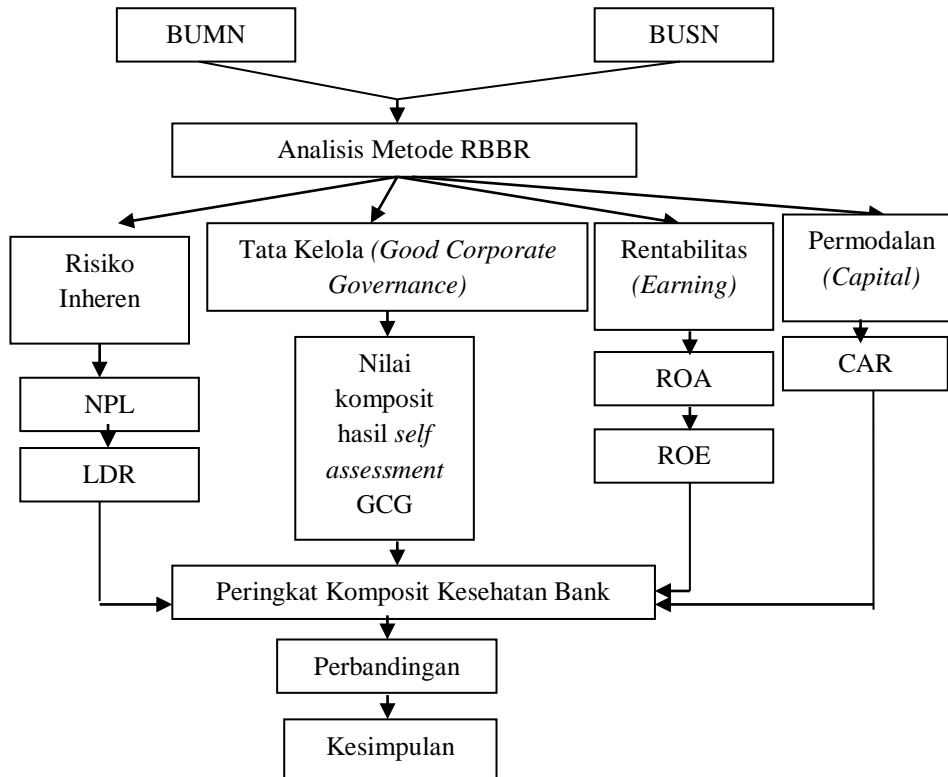 BUMN
BUSN
Analisis Metode RBBR
Risiko
Inheren
Tata Kelola (Good Corporate
Governance)
Rentabilitas
(Earning)
Permodalan
(Capital)
NPL
LDR
Nilai
komposit
hasil self
assessment
GCG
ROA
ROE
CAR
Peringkat Komposit Kesehatan Bank
Perbandingan
Kesimpulan